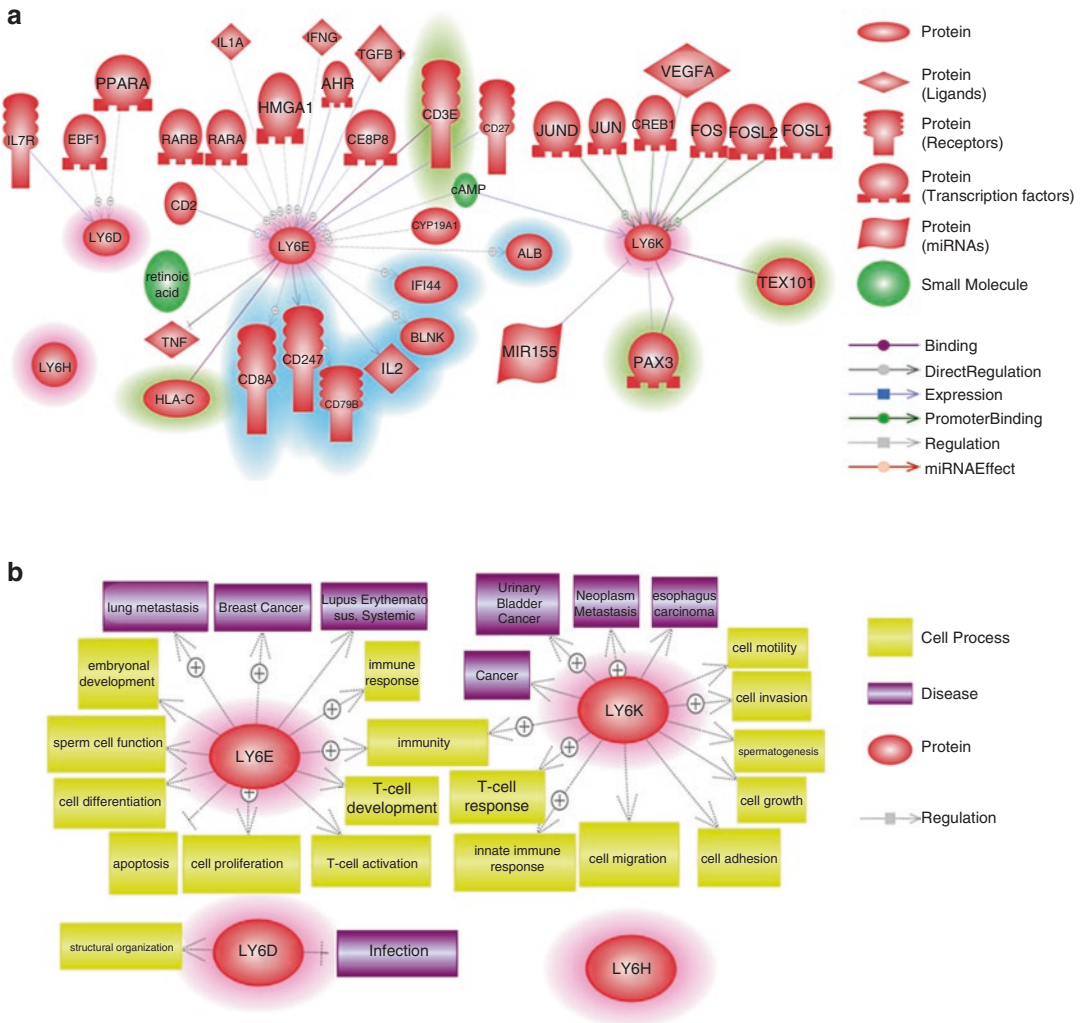 a
IL1A
IFNG
TGFB 1
PPARA
HMGA1
AHR
CD3E
VEGFA
IL7R
EBF1
RARB
RARA
CE8P8
CD27
JUND
JUN
CREB1
FOS
FOSL2
FOSL1
CD2
cAMP
CYP19A1
LY6D
LY6E
ALB
LY6K
retinoic
acid
IFI44
TEX101
TNF
BLNK
LY6H
CD8A
CD247
IL2
MIR155
PAX3
HLA-C
CD79B
Protein
Protein
(Ligands)
Protein
(Receptors)
Protein
(Transcription factors)
Protein
(miRNAs)
Small Molecule
Binding
DirectRegulation
Expression
PromoterBinding
Regulation
miRNAEffect
b
lung metastasis
Breast Cancer
Lupus Erythemato
sus, Systemic
Urinary
Bladder
Cancer
Neoplasm
Metastasis
esophagus
carcinoma
embryonal
development
immune
response
Cancer
cell motility
cell invasion
LY6E
LY6K
sperm cell function
immunity
spermatogenesis
cell differentiation
T-cell
development
T-cell
response
cell growth
apoptosis
cell proliferation
T-cell activation
innate immune
response
cell migration
cell adhesion
structural organization
LY6D
Infection
LY6H
Cell Process
Disease
Protein
Regulation